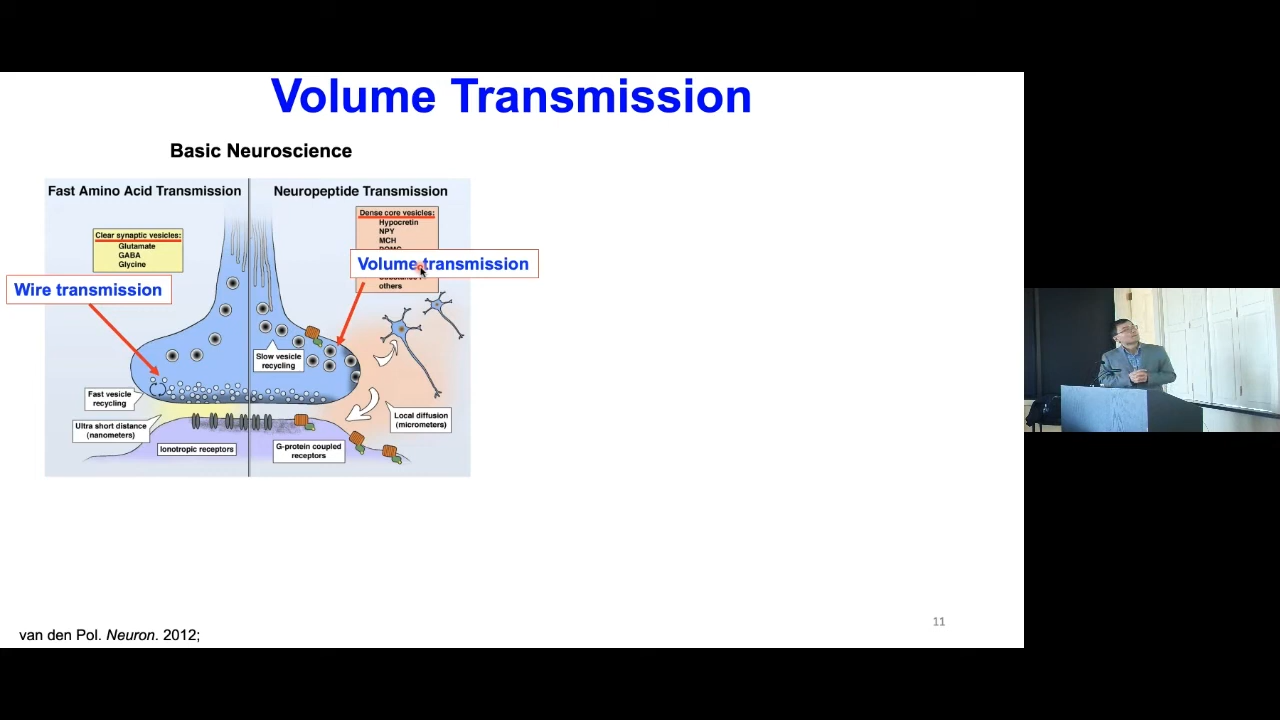 Volume Transmission
Basic Neuroscience
Fast Amino Acid Transmission
Neuropeptide Transmission
Clear synaptic vesicles:
Glutamate
GABA
Glycine
Dense core vesicles:
Hypocretin
NPY
MCH
others
Wire transmission
Volume transmission
Slow vesicle
recycling
Fast vesicle
recycling
Ultra short distance
(nanometers)
Local diffusion
(micrometers)
Ionotropic receptors
G-protein coupled
receptors
van den Pol. Neuron. 2012;
11